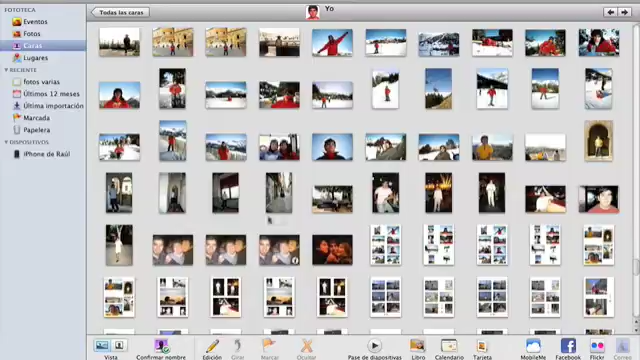 FOTOTECA
Eventos
Fotos
Caras
Lugares
RECIENTE
fotos varias
Últimos 12 meses
Última importación
Marcada
Papelera
DISPOSITIVOS
iPhone de Raúl
Todas las caras
Yo
Vista
Confirmar nombre
Edición
Girar
Marcar
Ocultar
Pase de diapositivas
Libro
Calendario
Tarjeta
MobileMe
Facebook
Flickr
Correo